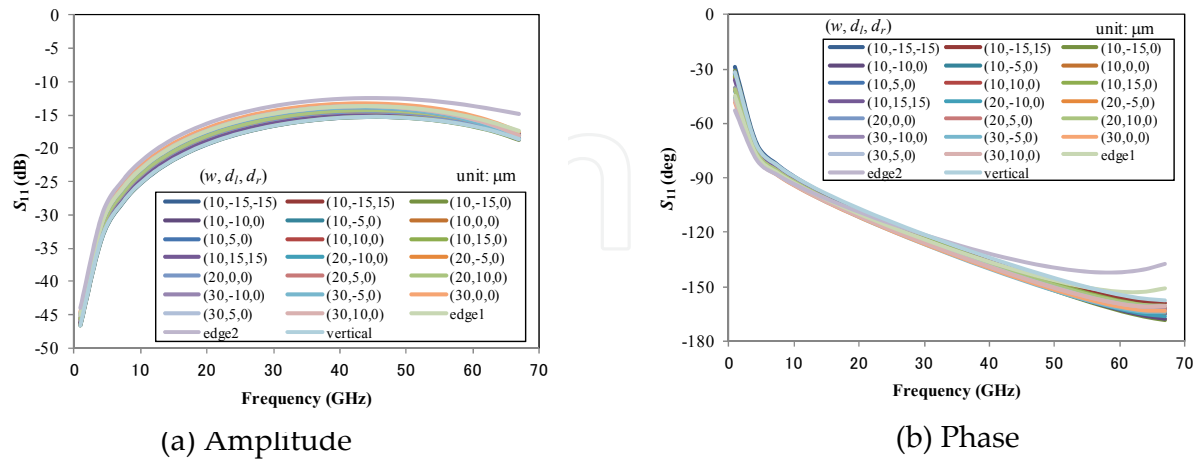 0
-5
-10
-15
-20
-25
-30
-35
-40
-45
-50
S11 (dB)
(w, dl, dr) unit: μm
(10,-15,-15) (10,-15,15) (10,-15,0)
(10,-10,0) (10,-5,0) (10,0,0)
(10,5,0) (10,10,0) (10,15,0)
(10,15,15) (20,-10,0) (20,-5,0)
(20,0,0) (20,5,0) (20,10,0)
(30,-10,0) (30,-5,0) (30,0,0)
(30,5,0) (30,10,0) edge1
edge2 vertical
0 10 20 30 40 50 60 70
Frequency (GHz)
(a) Amplitude
0
-30
-60
-90
-120
-150
-180
S11 (deg)
(w, dl, dr) unit: μm
(10,-15,-15) (10,-15,15) (10,-15,0)
(10,-10,0) (10,-5,0) (10,0,0)
(10,5,0) (10,10,0) (10,15,0)
(10,15,15) (20,-10,0) (20,-5,0)
(20,0,0) (20,5,0) (20,10,0)
(30,-10,0) (30,-5,0) (30,0,0)
(30,5,0) (30,10,0) edge1
edge2 vertical
0 10 20 30 40 50 60 70
Frequency (GHz)
(b) Phase